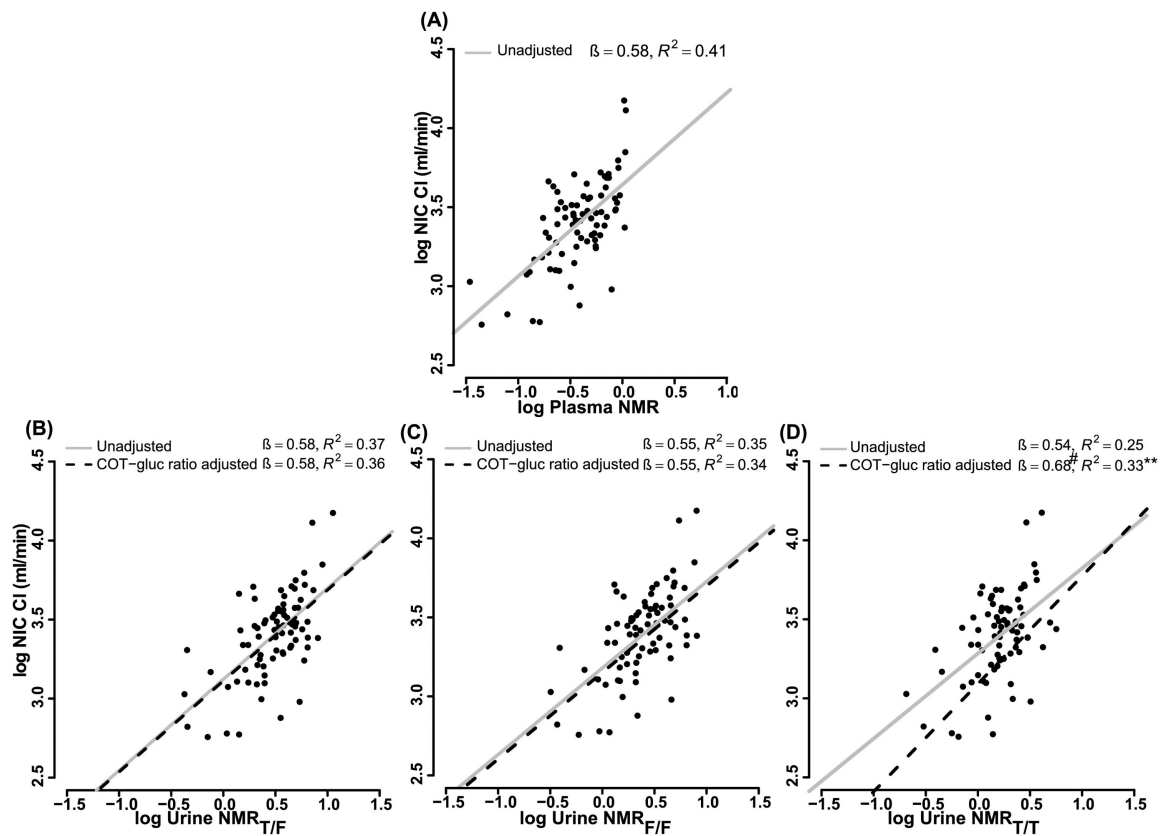 (A)
Unadjusted ß = 0.58, R² = 0.41
log NIC Cl (ml/min)
4.5
4.0
3.5
3.0
2.5
−1.5 −1.0 −0.5 0.0 0.5 1.0
log Plasma NMR
(B)
Unadjusted ß = 0.58, R² = 0.37
COT−gluc ratio adjusted ß = 0.58, R² = 0.36
log NIC Cl (ml/min)
4.5
4.0
3.5
3.0
2.5
−1.5 −1.0 −0.5 0.0 0.5 1.0 1.5
log Urine NMR T/F
(C)
Unadjusted ß = 0.55, R² = 0.35
COT−gluc ratio adjusted ß = 0.55, R² = 0.34
4.5
4.0
3.5
3.0
2.5
−1.5 −1.0 −0.5 0.0 0.5 1.0 1.5
log Urine NMR F/F
(D)
Unadjusted ß = 0.54, R² = 0.25
COT−gluc ratio adjusted ß = 0.68#, R² = 0.33**
4.5
4.0
3.5
3.0
2.5
−1.5 −1.0 −0.5 0.0 0.5 1.0 1.5
log Urine NMR T/T